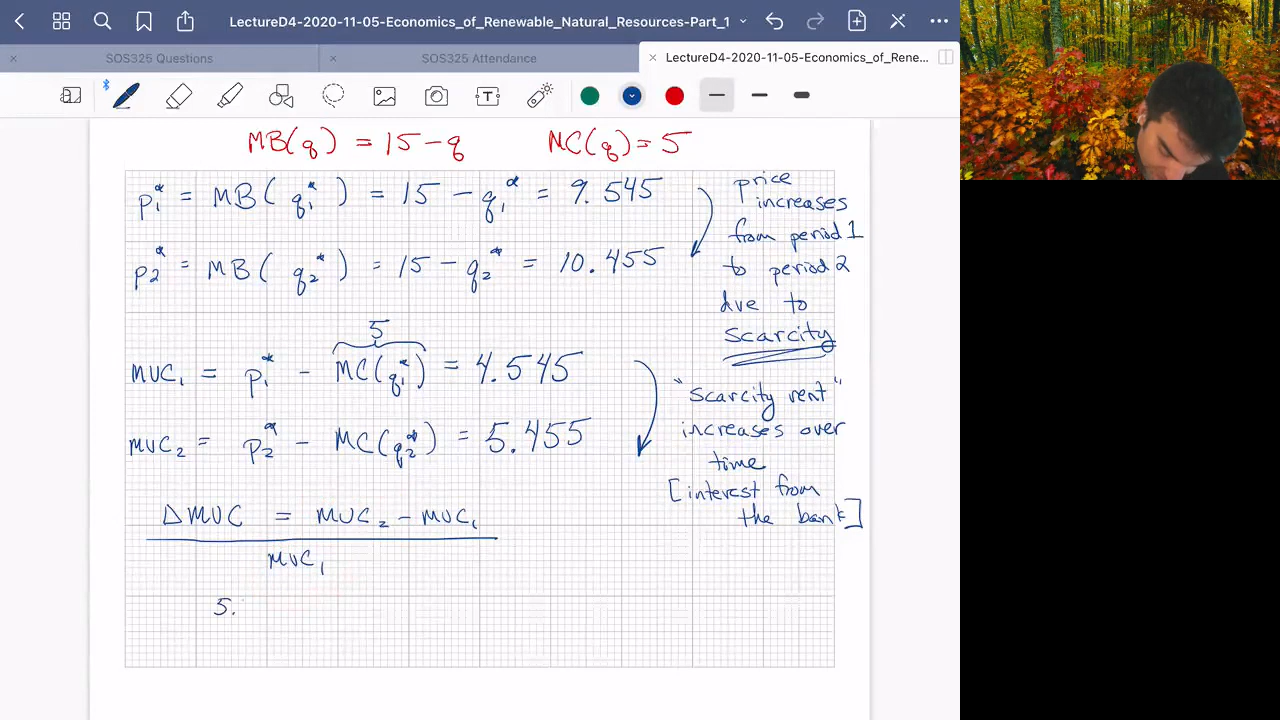 LectureD4-2020-11-05-Economics_of_Renewable_Natural_Resources-Part_1
SOS325 Questions
SOS325 Attendance
LectureD4-2020-11-05-Economics_of_Rene...
MB(q) = 15 - q MC(q) = 5
p₁* = MB( q₁* ) = 15 - q₁* = 9.545
p₂* = MB( q₂* ) = 15 - q₂* = 10.455
price
increases
from period 1
to period 2
due to
scarcity
5
MUC₁ = p₁* - MC(q₁*) = 4.545
MUC₂ = p₂* - MC(q₂*) = 5.455
"scarcity rent"
increases over
time
[interest from
the bank]
ΔMUC = MUC₂ - MUC₁
MUC₁
5.